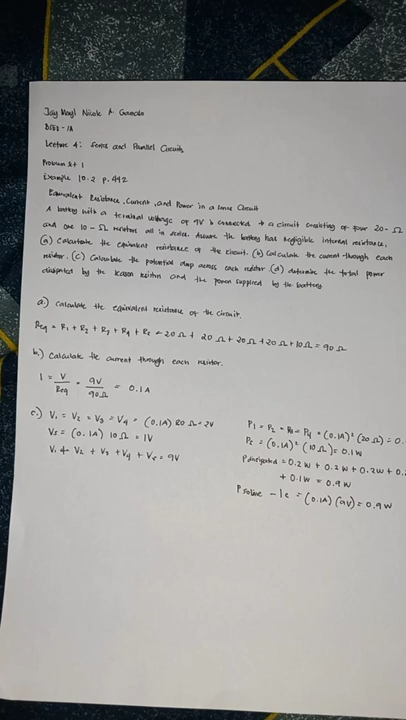 Jay Meryl Nicole A. Garado
BSED-1A
Lecture 4: Series and Parallel Circuits
Problem Set 1
Example 10.2 p. 442
Equivalent Resistance, Current, and Power in a Series Circuit
A battery with a terminal voltage of 9V is connected to a circuit consisting of four 20-Ω
and one 10-Ω resistors all in series. Assume the battery has negligible internal resistance,
(a) Calculate the equivalent resistance of the circuit. (b) Calculate the current through each
resistor. (c) Calculate the potential drop across each resistor. (d) determine the total power
dissipated by the resistors and the power supplied by the battery
a.) Calculate the equivalent resistance of the circuit.
Req = R1 + R2 + R3 + R4 + R5 = 20Ω + 20Ω + 20Ω + 20Ω + 10Ω = 90Ω
b.) Calculate the current through each resistor.
I = V/Req = 9V/90Ω = 0.1A
c.) V1 = V2 = V3 = V4 = (0.1A) 20Ω = 2V
V5 = (0.1A) 10Ω = 1V
V1 + V2 + V3 + V4 + V5 = 9V
P1 = P2 = P3 = P4 = (0.1A)² (20Ω) = 0.
P5 = (0.1A)² (10Ω) = 0.1W
P dissipated = 0.2W + 0.2W + 0.2W + 0.
+ 0.1W = 0.9W
P - Iε = (0.1A) (9V) = 0.9W